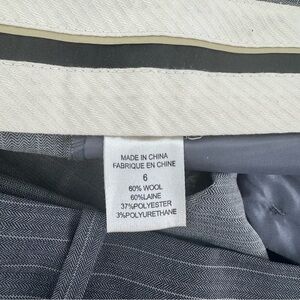 MADE IN CHINA
FABRIQUE EN CHINE
6
60% WOOL
60%LAINE
37%POLYESTER
3%POLYURETHANE